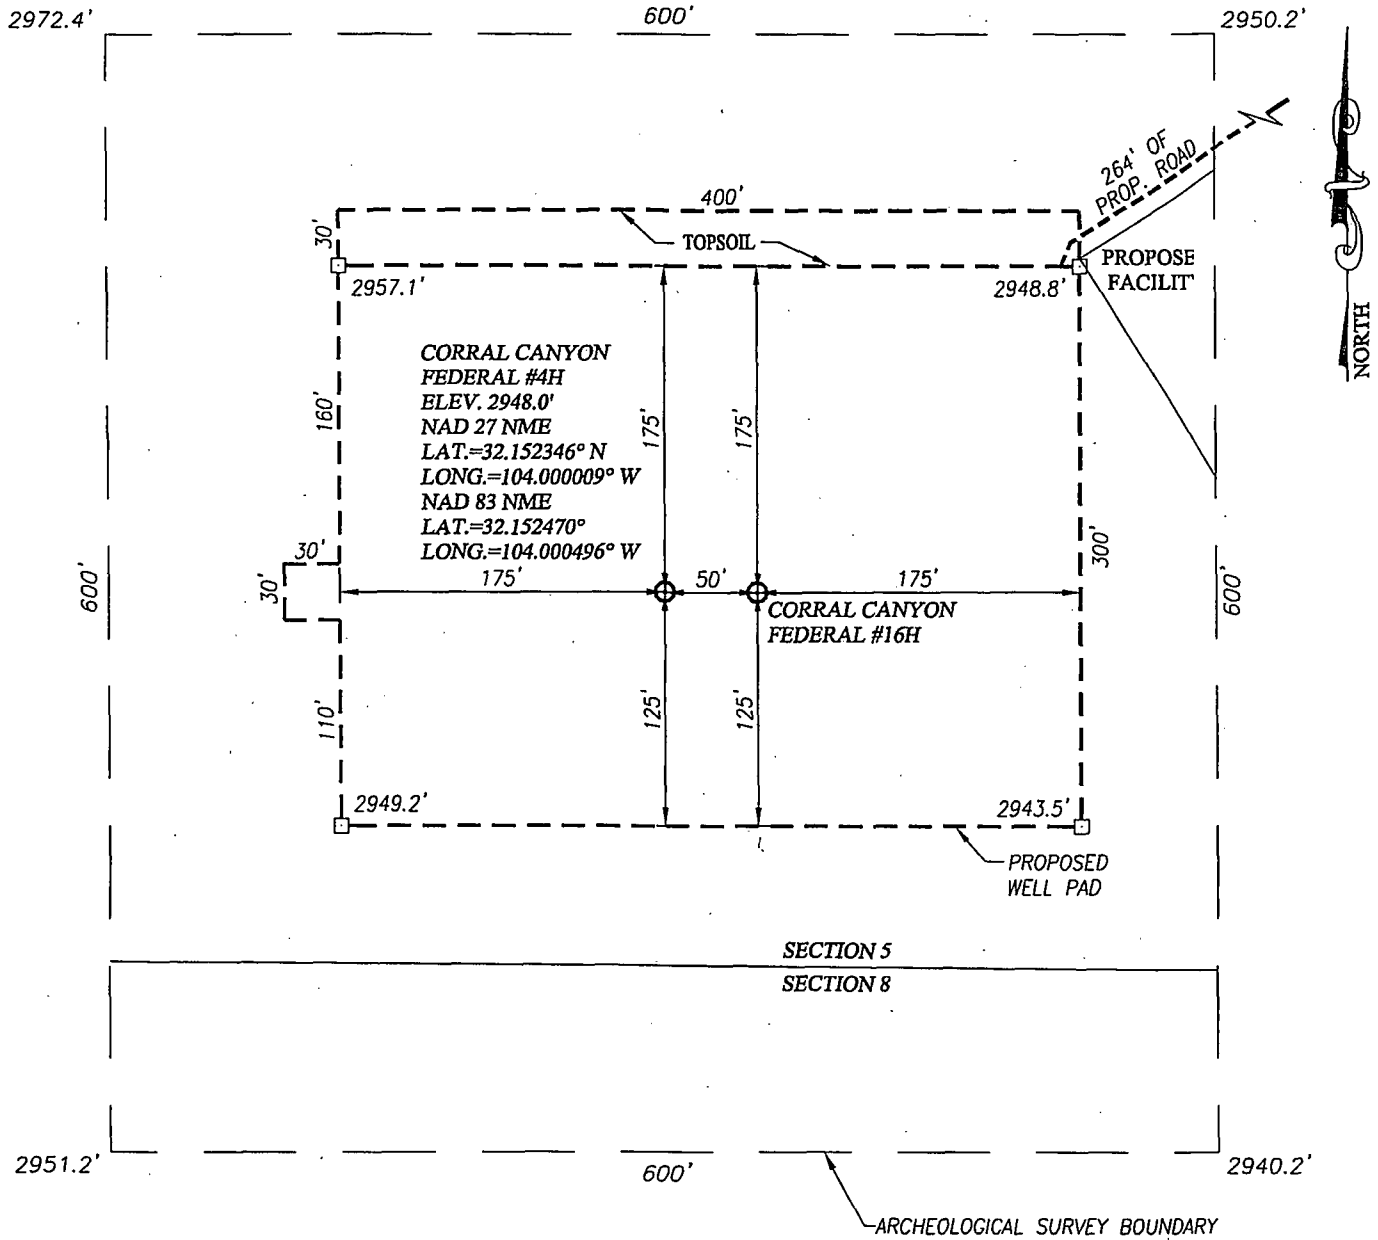 2972.4'
600'
2950.2'
264' OF
PROP. ROAD
400'
30'
TOPSOIL
PROPOSE
FACILIT
NORTH
2957.1'
2948.8'
CORRAL CANYON
FEDERAL #4H
ELEV. 2948.0'
NAD 27 NME
LAT.=32.152346° N
LONG.=104.000009° W
NAD 83 NME
LAT.=32.152470°
LONG.=104.000496° W
160'
175'
175'
300'
30'
30'
175'
50'
175'
600'
600'
CORRAL CANYON
FEDERAL #16H
110'
125'
125'
2949.2'
2943.5'
PROPOSED
WELL PAD
SECTION 5
SECTION 8
2951.2'
600'
2940.2'
ARCHEOLOGICAL SURVEY BOUNDARY